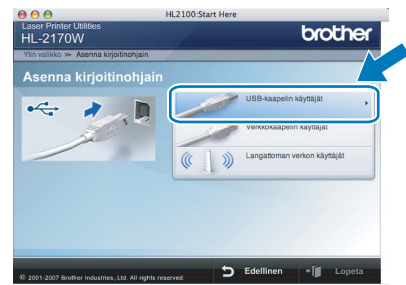 HL2100:Start Here
Laser Printer Utilities
HL-2170W
brother
Ylin valikko >> Asenna kirjoitinohjain
Asenna kirjoitinohjain
USB-kaapelin käyttäjät
Verkkokaapelin käyttäjät
Langattoman verkon käyttäjät
© 2001-2007 Brother Industries, Ltd. All rights reserved.
Edellinen
Lopeta